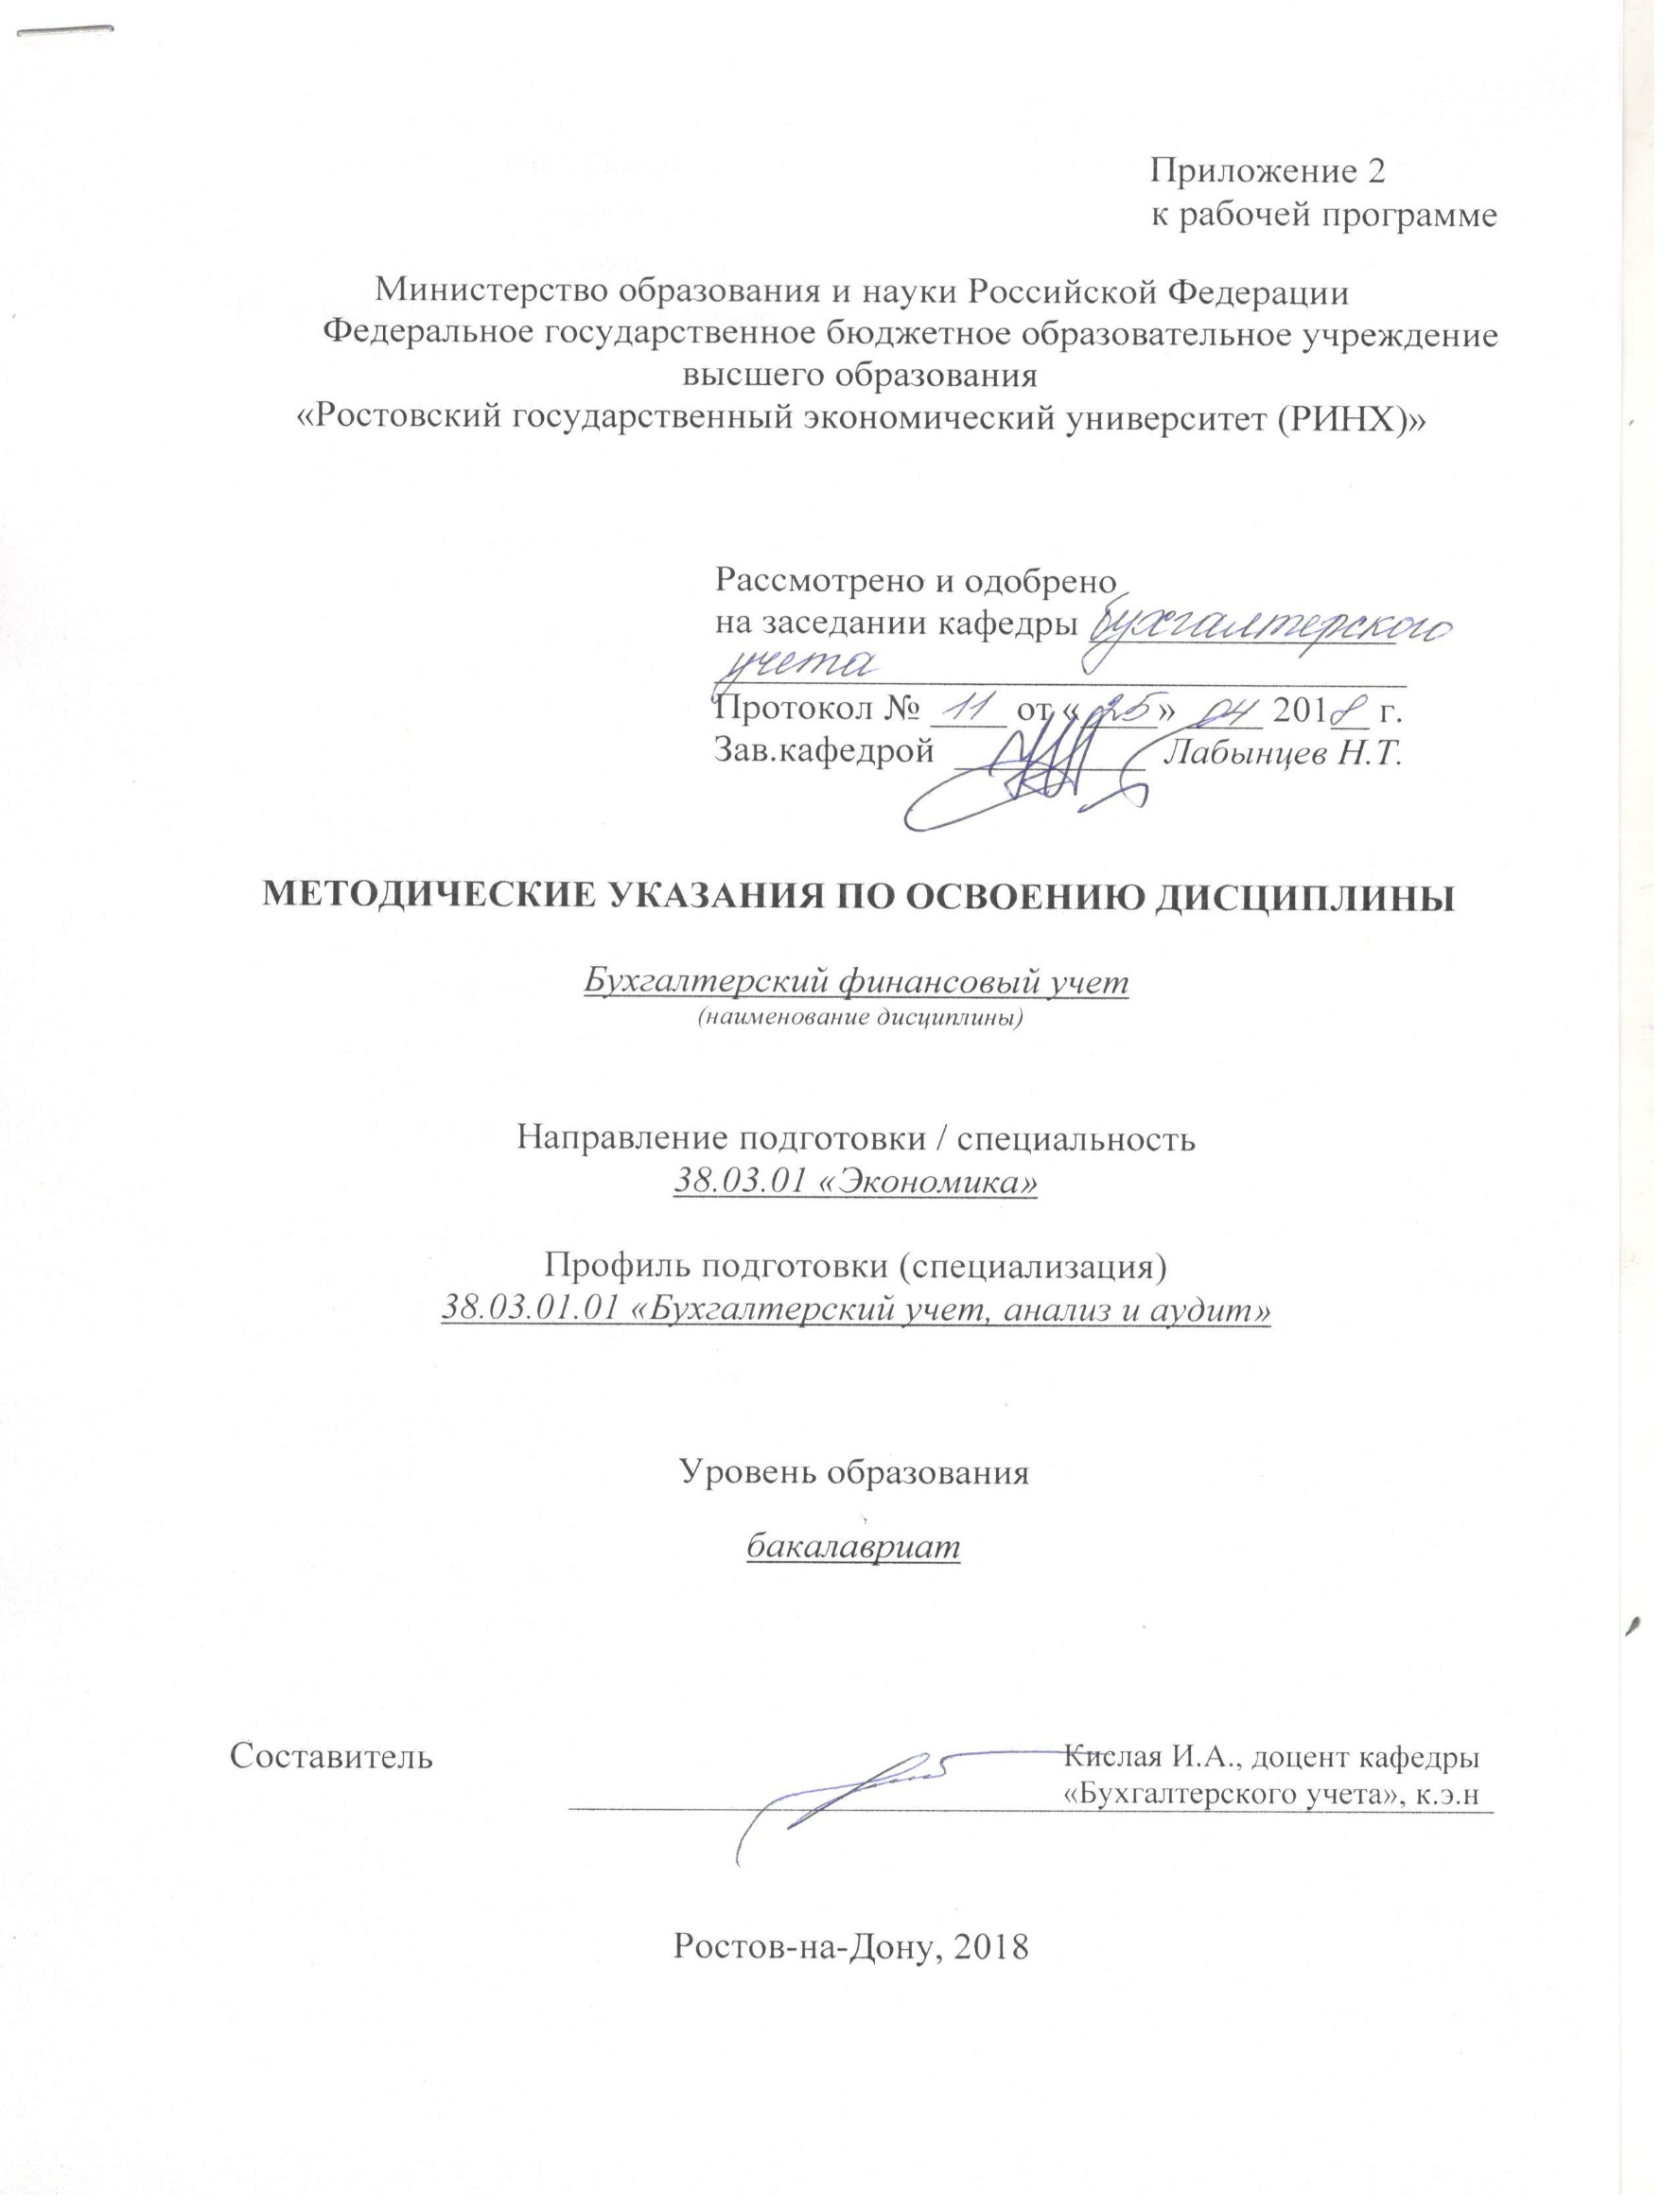 Приложение 2
к рабочей программе
Министерство образования и науки Российской Федерации
Федеральное государственное бюджетное образовательное учреждение
высшего образования
«Ростовский государственный экономический университет (РИНХ)»
Рассмотрено и одобрено
на заседании кафедры бухгалтерского
учета
Протокол № 11 от «25» 04 2018 г.
Зав.кафедрой Лабынцев Н.Т.
МЕТОДИЧЕСКИЕ УКАЗАНИЯ ПО ОСВОЕНИЮ ДИСЦИПЛИНЫ
Бухгалтерский финансовый учет
(наименование дисциплины)
Направление подготовки / специальность
38.03.01 «Экономика»
Профиль подготовки (специализация)
38.03.01.01 «Бухгалтерский учет, анализ и аудит»
Уровень образования
бакалавриат
Составитель Кислая И.А., доцент кафедры
«Бухгалтерского учета», к.э.н
Ростов-на-Дону, 2018